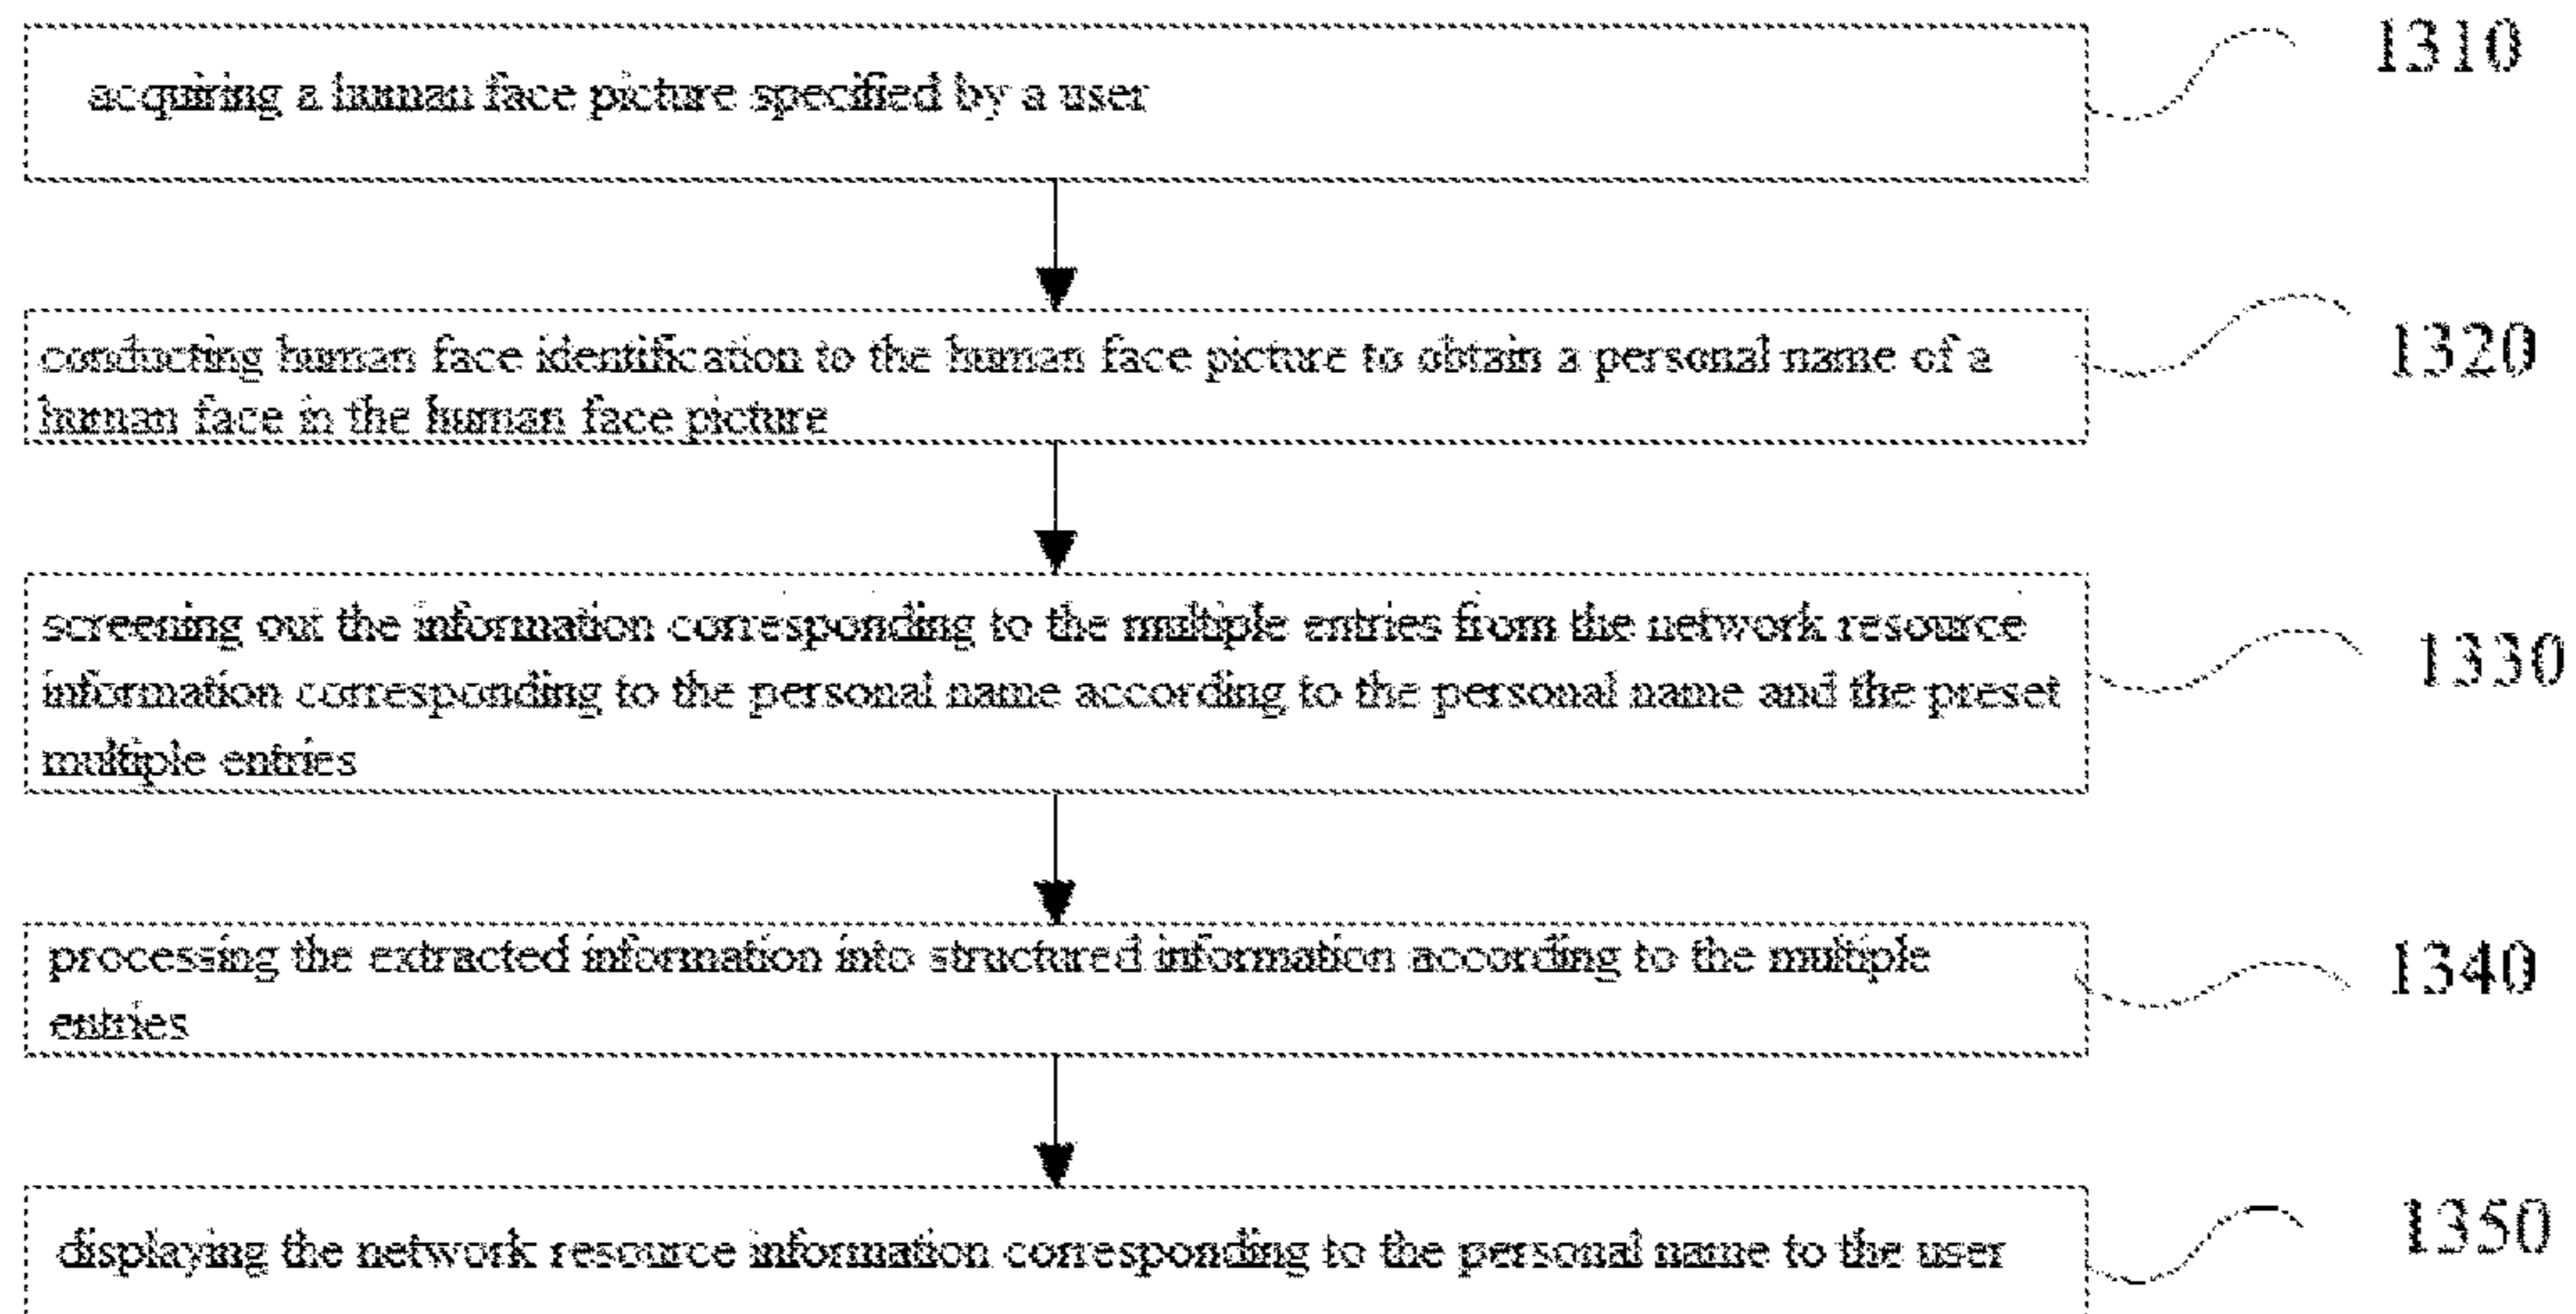 acquiring a human face picture specified by a user
1310
conducting human face identification to the human face picture to obtain a personal name of a
human face in the human face picture
1320
screening out the information corresponding to the multiple entries from the network resource
information corresponding to the personal name according to the personal name and the preset
multiple entries
1330
processing the extracted information into structured information according to the multiple
entries
1340
displaying the network resource information corresponding to the personal name to the user
1350